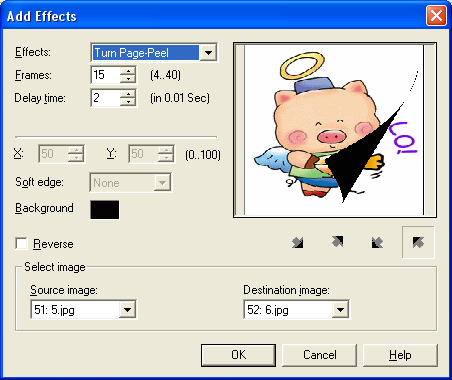 Add Effects
Effects: Turn Page-Peel
Frames: 15 (4..40)
Delay time: 2 (in 0.01 Sec)
X: 50 Y: 50 (0..100)
Soft edge: None
Background
Reverse
LO!
Select image
Source image: Destination image:
51: 5.jpg 52: 6.jpg
OK Cancel Help